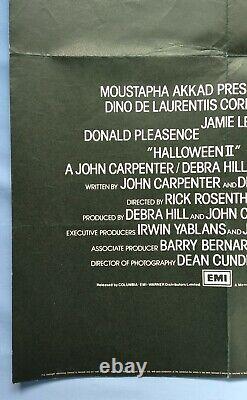 MOUSTAPHA AKKAD PRES
DINO DE LAURENTIIS COR
JAMIE LE
DONALD PLEASENCE
"HALLOWEEN II"
A JOHN CARPENTER/DEBRA HILL
WRITTEN BY JOHN CARPENTER AND D
DIRECTED BY RICK ROSENTH
PRODUCED BY DEBRA HILL AND JOHN C
EXECUTIVE PRODUCERS IRWIN YABLANS AND J
ASSOCIATE PRODUCER BARRY BERNAR
DIRECTOR OF PHOTOGRAPHY DEAN CUND
Released by COLUMBIA-EMI-WARNER Distributors Limited.
EMI